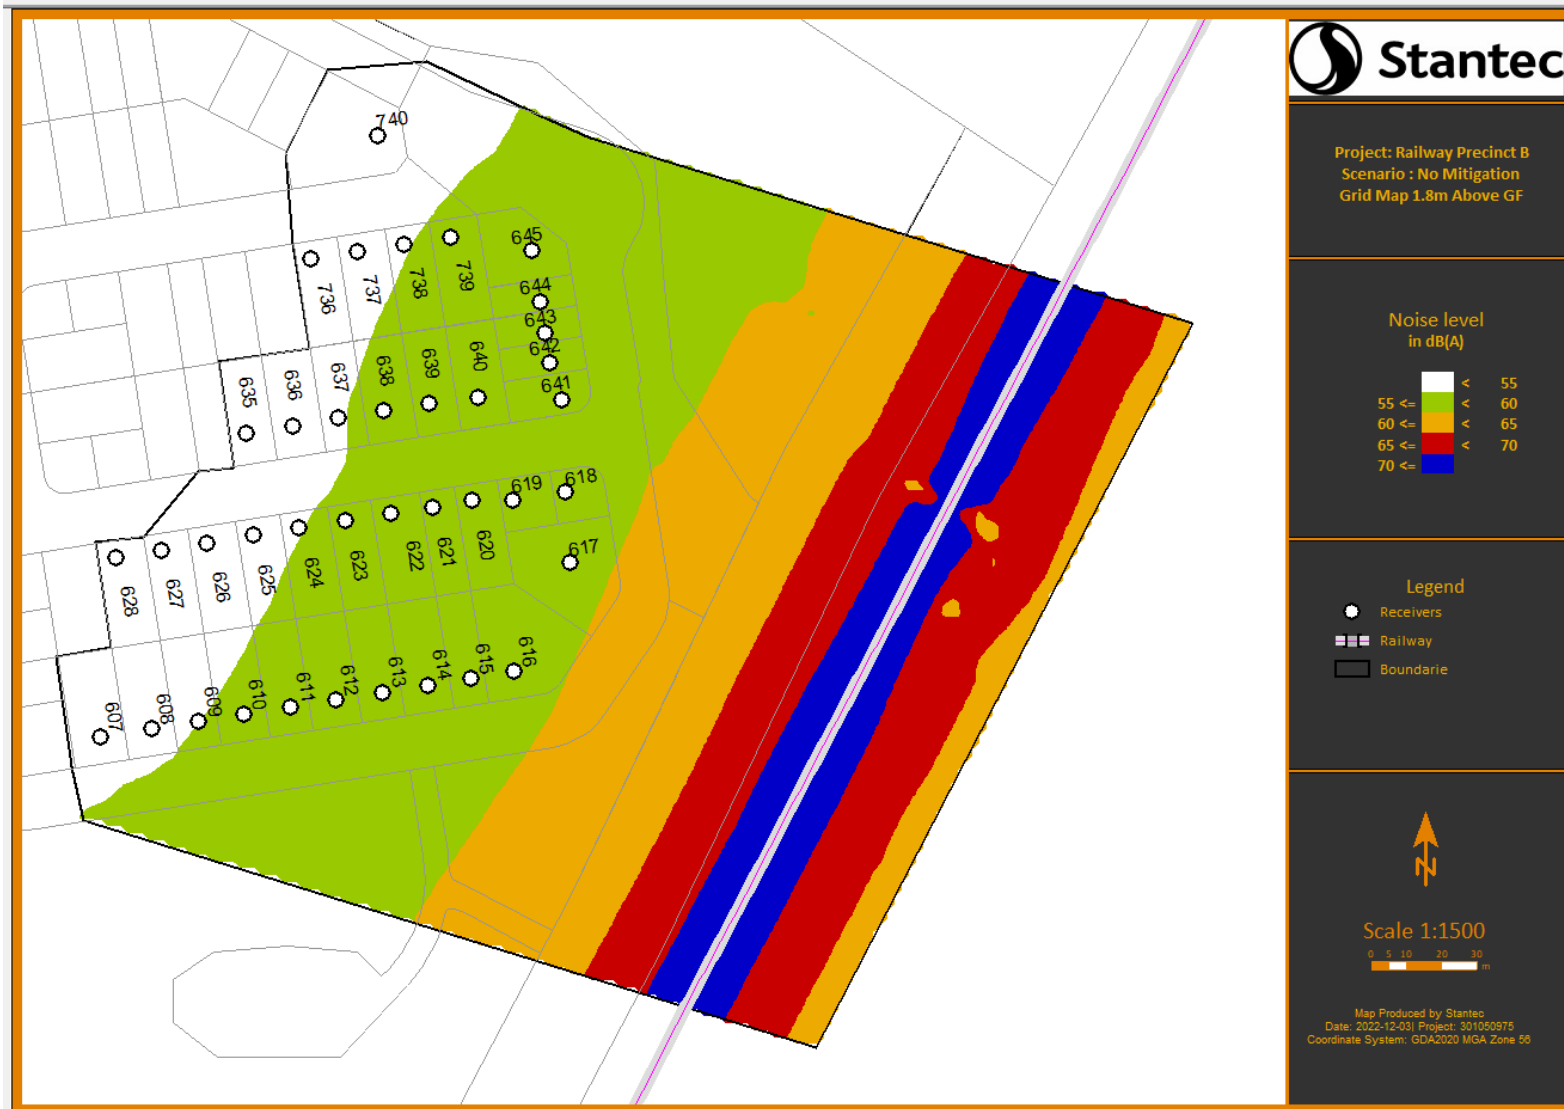 Stantec
Project: Railway Precinct B
Scenario : No Mitigation
Grid Map 1.8m Above GF
Noise level
in dB(A)
< 55
55 <= < 60
60 <= < 65
65 <= < 70
70 <=
Legend
Receivers
Railway
Boundarie
N
Scale 1:1500
0 5 10 20 30
m
Map Produced by Stantec
Date: 2022-12-03| Project: 301050975
Coordinate System: GDA2020 MGA Zone 56
740
645
736 737 738 739
644
643
642
641
635 636 637 638 639 640
619 618
617
628 627 626 625 624 623 622 621 620
607 608 609 610 611 612 613 614 615 616